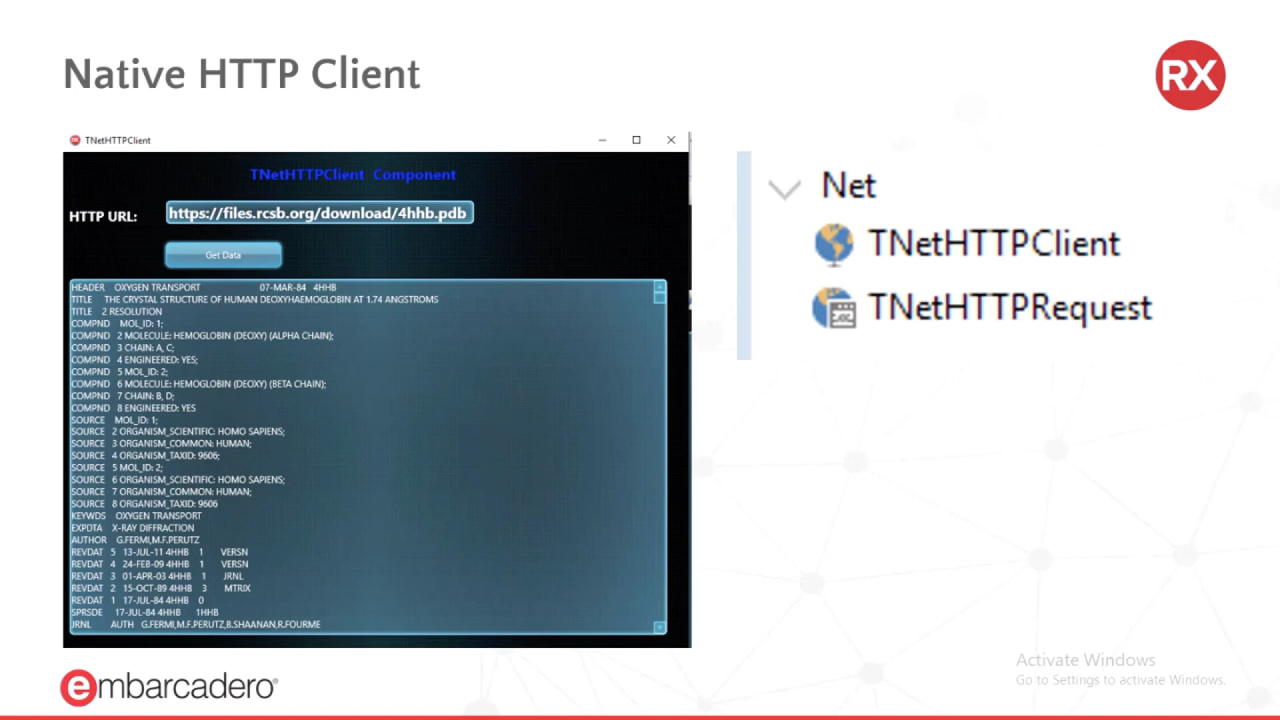 Native HTTP Client
RX
TNetHTTPClient
TNetHTTPClient Component
HTTP URL:
https://files.rcsb.org/download/4hhb.pdb
Get Data
HEADER OXYGEN TRANSPORT 07-MAR-84 4HHB
TITLE THE CRYSTAL STRUCTURE OF HUMAN DEOXYHAEMOGLOBIN AT 1.74 ANGSTROMS
TITLE 2 RESOLUTION
COMPND MOL_ID: 1;
COMPND 2 MOLECULE: HEMOGLOBIN (DEOXY) (ALPHA CHAIN);
COMPND 3 CHAIN: A, C;
COMPND 4 ENGINEERED: YES;
COMPND 5 MOL_ID: 2;
COMPND 6 MOLECULE: HEMOGLOBIN (DEOXY) (BETA CHAIN);
COMPND 7 CHAIN: B, D;
COMPND 8 ENGINEERED: YES
SOURCE MOL_ID: 1;
SOURCE 2 ORGANISM_SCIENTIFIC: HOMO SAPIENS;
SOURCE 3 ORGANISM_COMMON: HUMAN;
SOURCE 4 ORGANISM_TAXID: 9606;
SOURCE 5 MOL_ID: 2;
SOURCE 6 ORGANISM_SCIENTIFIC: HOMO SAPIENS;
SOURCE 7 ORGANISM_COMMON: HUMAN;
SOURCE 8 ORGANISM_TAXID: 9606
KEYWDS OXYGEN TRANSPORT
EXPDTA X-RAY DIFFRACTION
AUTHOR G.FERMI,M.F.PERUTZ
REVDAT 5 13-JUL-11 4HHB 1 VERSN
REVDAT 4 24-FEB-09 4HHB 1 VERSN
REVDAT 3 01-APR-03 4HHB 1 JRNL
REVDAT 2 15-OCT-89 4HHB 3 MTRIX
REVDAT 1 17-JUL-84 4HHB 0
SPRSDE 17-JUL-84 4HHB 1HHB
JRNL AUTH G.FERMI,M.F.PERUTZ,B.SHAANAN,R.FOURME
Net
TNetHTTPClient
TNetHTTPRequest
embarcadero®
Activate Windows
Go to Settings to activate Windows.